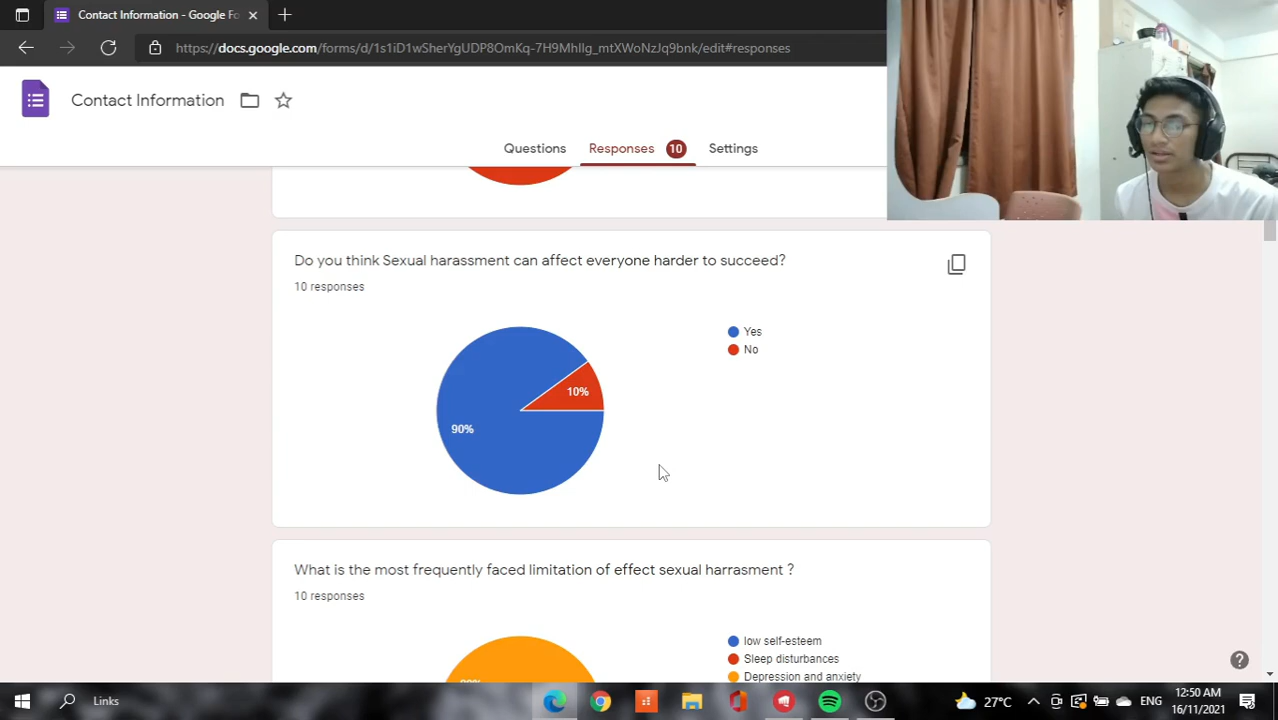 Contact Information - Google Fo
https://docs.google.com/forms/d/1s1iD1wSherYgUDP8OmKq-7H9MhlIg_mtXWoNzJq9bnk/edit#responses
Contact Information
Questions
Responses 10
Settings
Do you think Sexual harassment can affect everyone harder to succeed?
10 responses
Yes
No
10%
90%
What is the most frequently faced limitation of effect sexual harrasment ?
10 responses
low self-esteem
Sleep disturbances
Depression and anxiety
Links
27°C
ENG
12:50 AM
16/11/2021